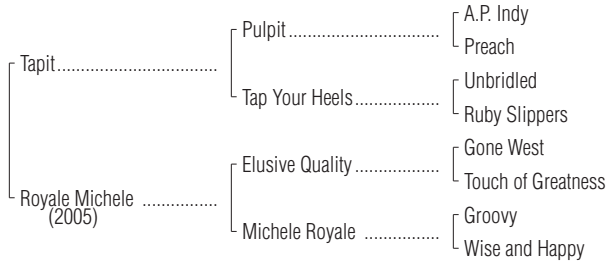 A.P. Indy
Pulpit
Preach
Tapit
Unbridled
Tap Your Heels
Ruby Slippers
Gone West
Elusive Quality
Touch of Greatness
Royale Michele
(2005)
Groovy
Michele Royale
Wise and Happy